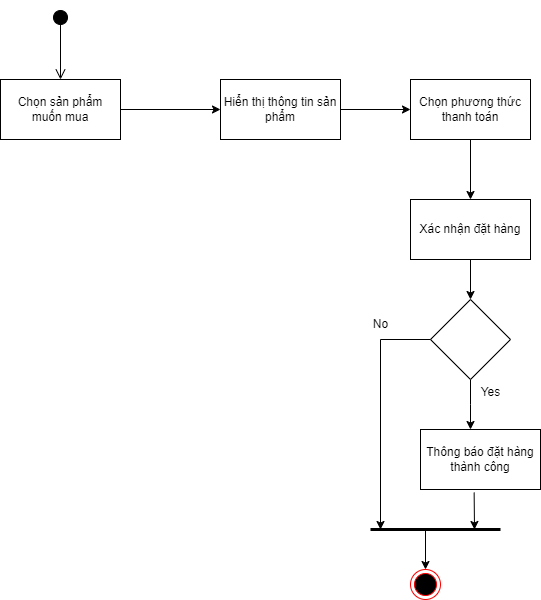 Chọn sản phẩm
muốn mua
Hiển thị thông tin sản
phẩm
Chọn phương thức
thanh toán
Xác nhận đặt hàng
No
Yes
Thông báo đặt hàng
thành công